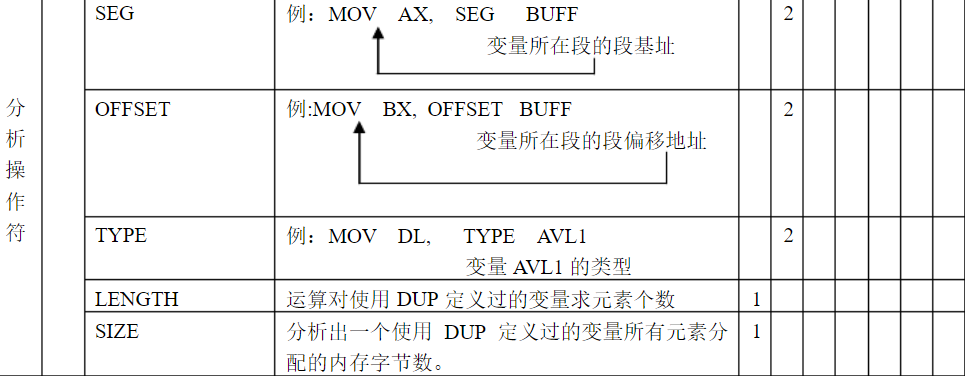 SEG
例：MOV AX, SEG BUFF
2
变量所在段的段基址
分析操作符
OFFSET
例:MOV BX, OFFSET BUFF
2
变量所在段的段偏移地址
TYPE
例：MOV DL, TYPE AVL1
2
变量 AVL1 的类型
LENGTH
运算对使用 DUP 定义过的变量求元素个数
1
SIZE
分析出一个使用 DUP 定义过的变量所有元素分
1
配的内存字节数。